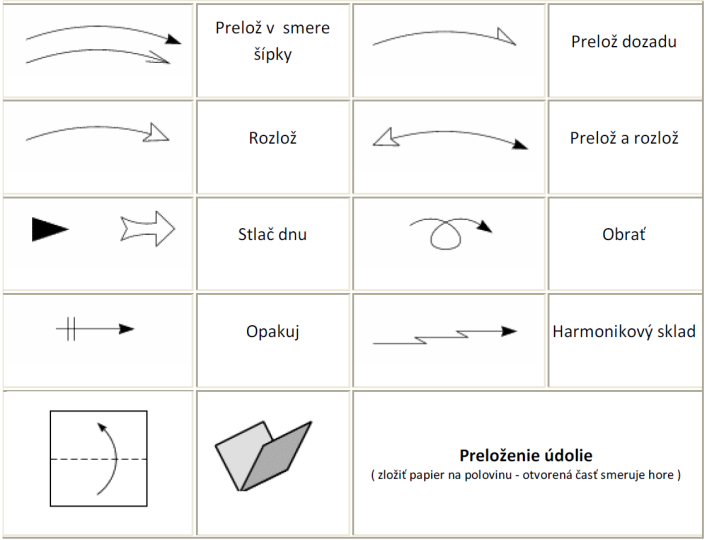 Prelož v smere
šípky
Prelož dozadu
Rozlož
Prelož a rozlož
Stlač dnu
Obrať
Opakuj
Harmonikový sklad
Preloženie údolie
( zložiť papier na polovinu - otvorená časť smeruje hore )